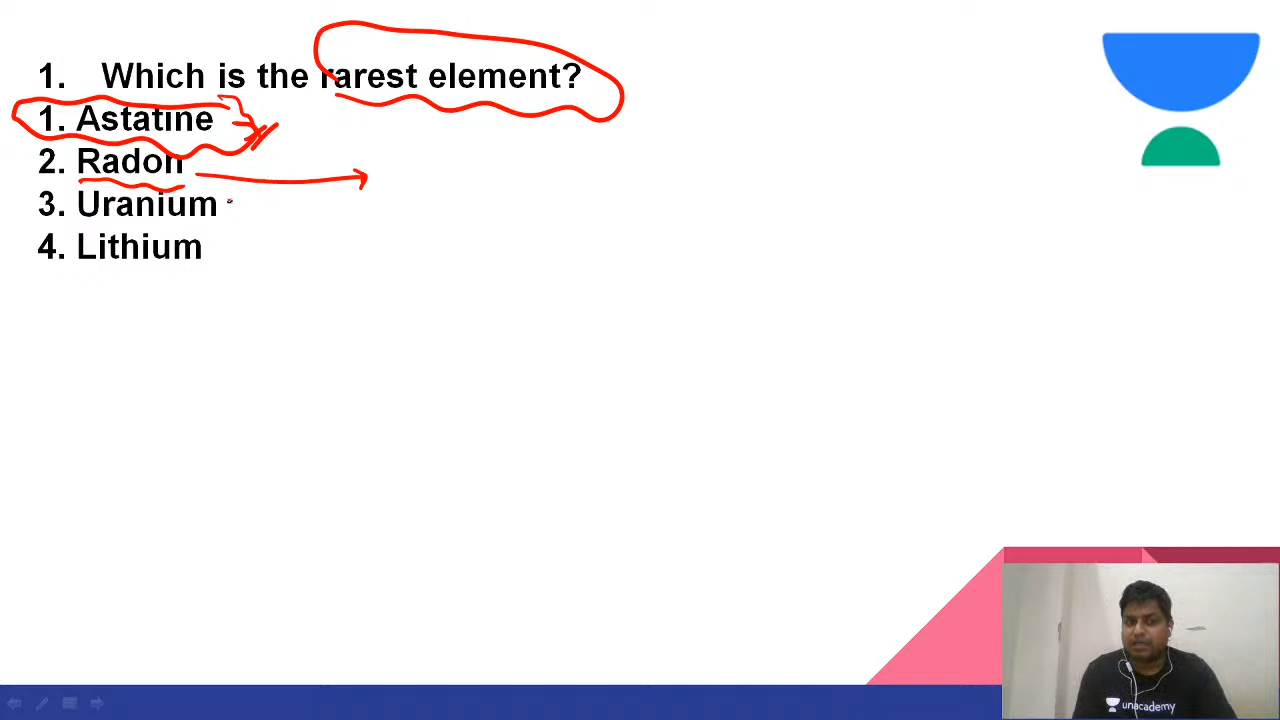 1. Which is the rarest element?
1. Astatine
2. Radon
3. Uranium
4. Lithium
unacademy